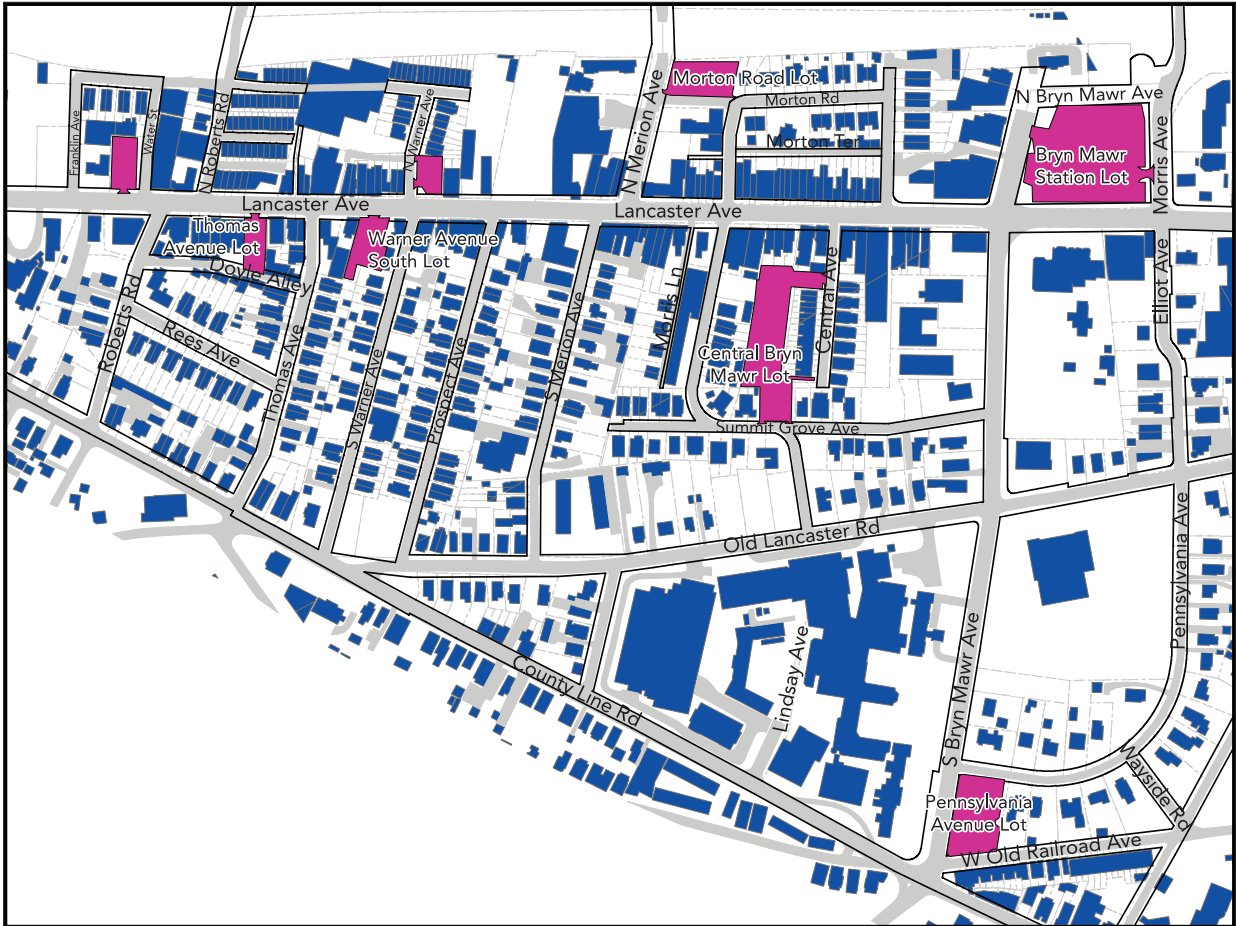 Morton Road Lot
Morton Rd
N Bryn Mawr Ave
Franklin Ave
Water St
N Roberts Rd
N Warner Ave
N Merion Ave
Morton Ter
Bryn Mawr
Station Lot
Morris Ave
Lancaster Ave
Lancaster Ave
Thomas
Avenue Lot
Warner Avenue
South Lot
Doyle Alley
Roberts Rd
Rees Ave
Thomas Ave
S Warner Ave
Prospect Ave
S Merion Ave
Morris Ln
Central Ave
Elliot Ave
Central Bryn
Mawr Lot
Summit Grove Ave
Old Lancaster Rd
Pennsylvania Ave
County Line Rd
Lindsay Ave
S Bryn Mawr Ave
Wayside Rd
Pennsylvania
Avenue Lot
W Old Railroad Ave